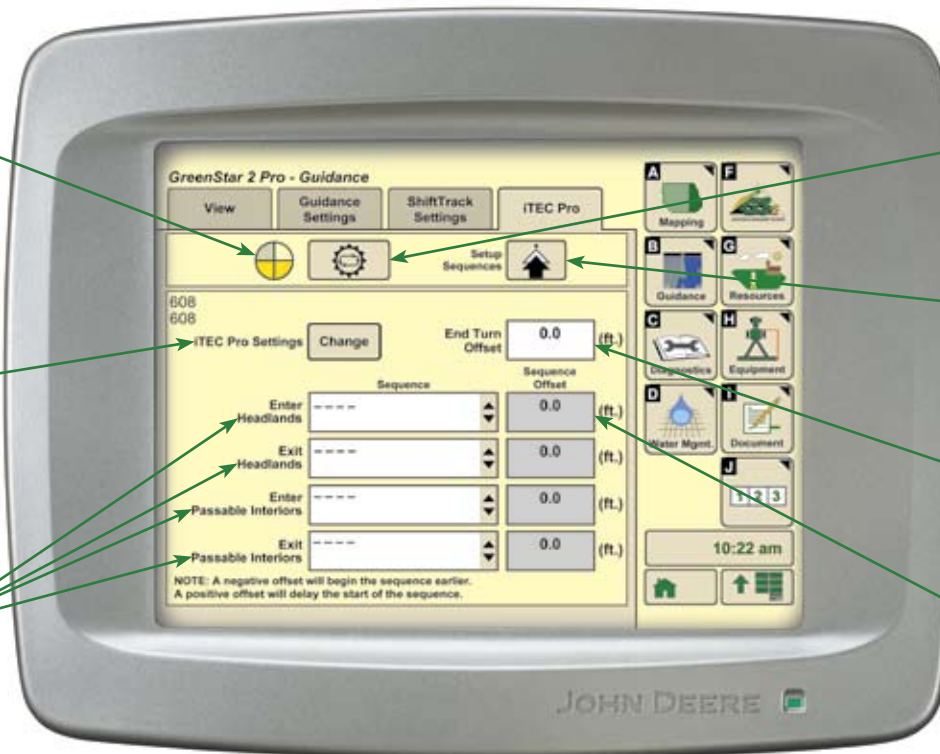 GreenStar 2 Pro - Guidance
View
Guidance Settings
ShiftTrack Settings
iTEC Pro
Setup Sequences
608
608
iTEC Pro Settings
Change
End Turn Offset
0.0
(ft.)
Sequence
Sequence Offset
Enter Headlands
----
0.0
(ft.)
Exit Headlands
----
0.0
(ft.)
Enter Passable Interiors
----
0.0
(ft.)
Exit Passable Interiors
----
0.0
(ft.)
NOTE: A negative offset will begin the sequence earlier.
A positive offset will delay the start of the sequence.
A
Mapping
F
B
Guidance
G
Resources
C
Diagnostics
H
Equipment
D
Water Mgmt.
I
Document
J
1 2 3
10:22 am
JOHN DEERE